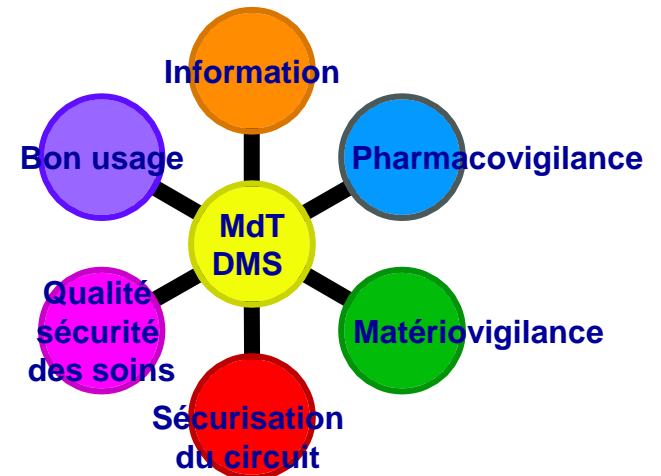 Information
Bon usage
Pharmacovigilance
MdT
DMS
Qualité
sécurité
des soins
Matériovigilance
Sécurisation
du circuit